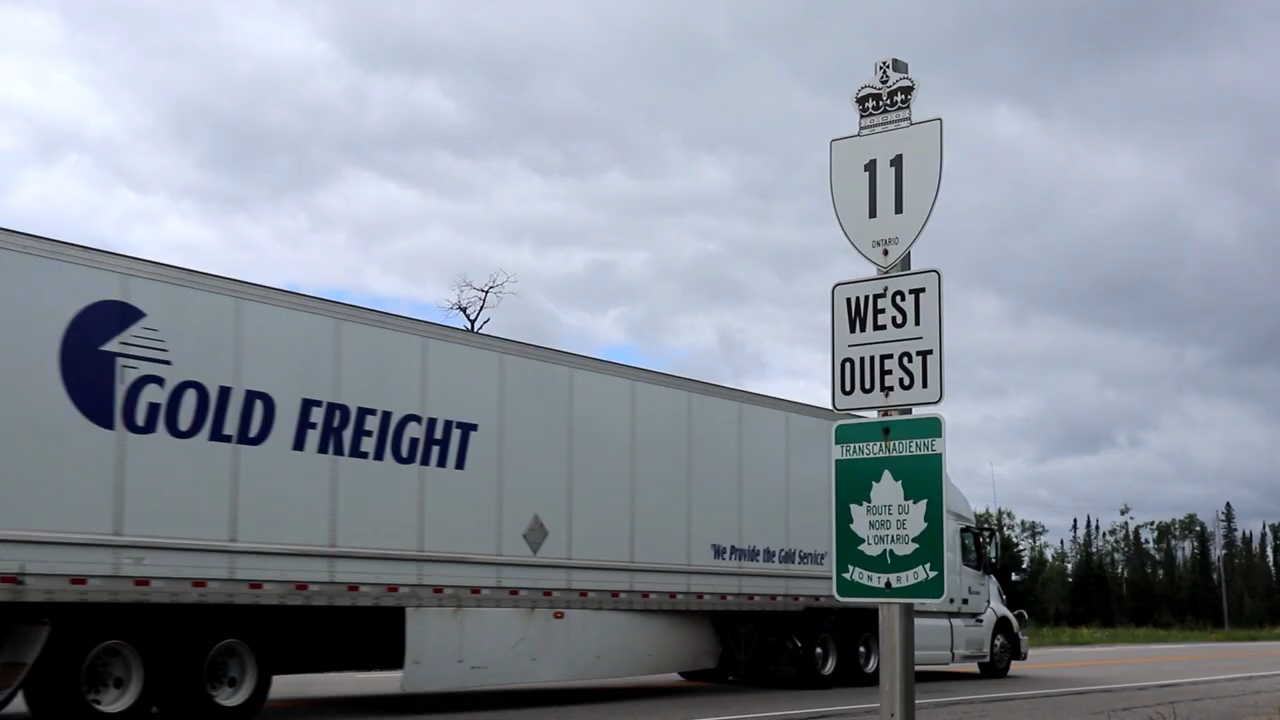 11
ONTARIO
WEST
OUEST
TRANSCANADIENNE
ROUTE DU
NORD DE
L'ONTARIO
ONTARIO
GOLD FREIGHT
"We Provide the Gold Service"